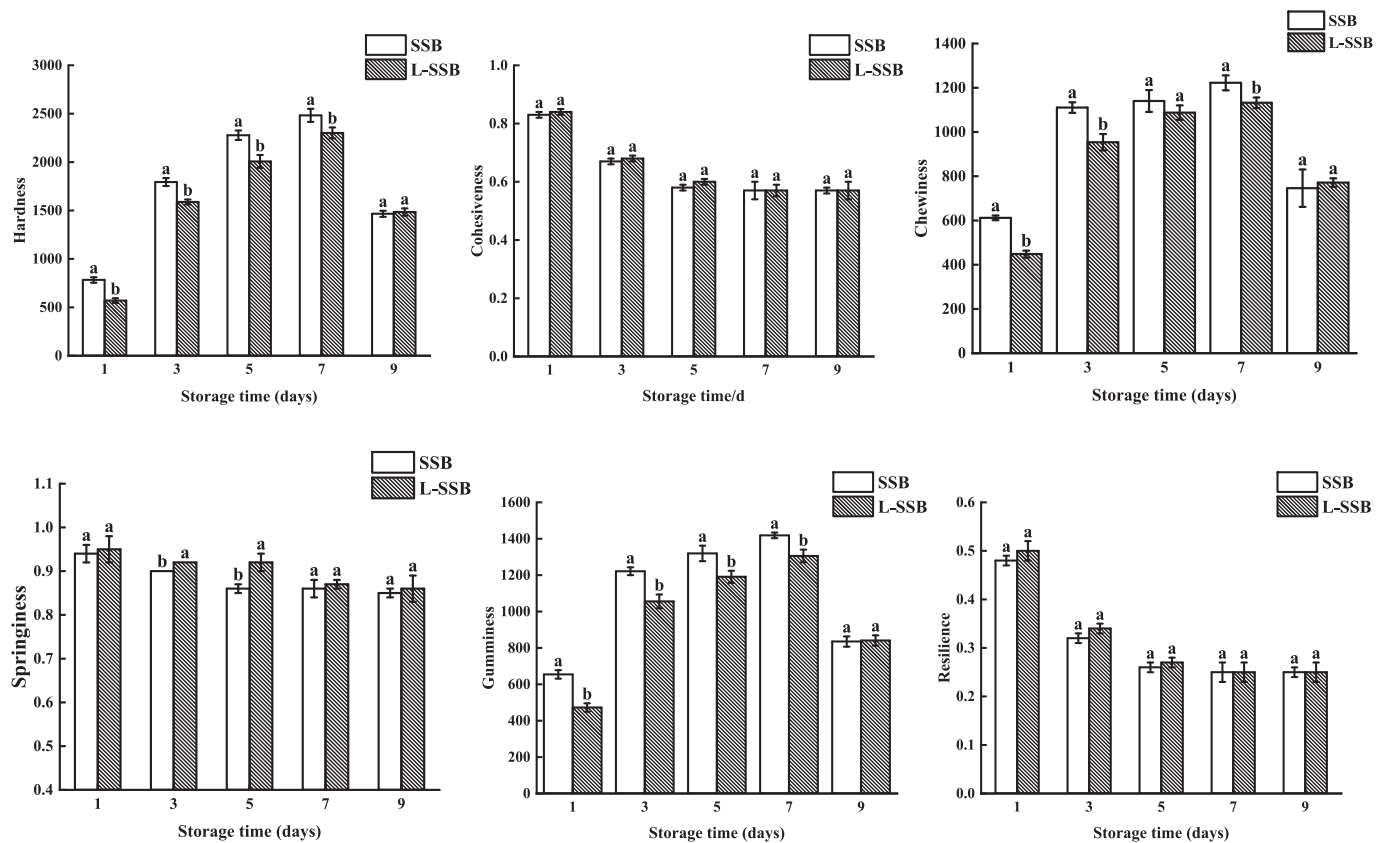 SSB
L-SSB
3000
2500
2000
1500
1000
500
0
Hardness
a
b
a
b
a
b
a
b
a
a
1
3
5
7
9
Storage time (days)
SSB
L-SSB
1.0
0.8
0.6
0.4
0.2
0.0
Cohesiveness
a
a
a
a
a
a
a
a
a
a
1
3
5
7
9
Storage time/d
SSB
L-SSB
1400
1200
1000
800
600
400
200
0
Chewiness
a
b
a
b
a
a
a
b
a
a
1
3
5
7
9
Storage time (days)
SSB
L-SSB
1.1
1.0
0.9
0.8
0.7
0.6
0.5
0.4
Springiness
a
a
b
a
b
a
a
a
a
a
1
3
5
7
9
Storage time (days)
SSB
L-SSB
1600
1400
1200
1000
800
600
400
200
0
Gumminess
a
b
a
b
a
b
a
b
a
a
1
3
5
7
9
Storage time (days)
SSB
L-SSB
0.6
0.5
0.4
0.3
0.2
0.1
0.0
Resilience
a
a
a
a
a
a
a
a
a
a
1
3
5
7
9
Storage time (days)